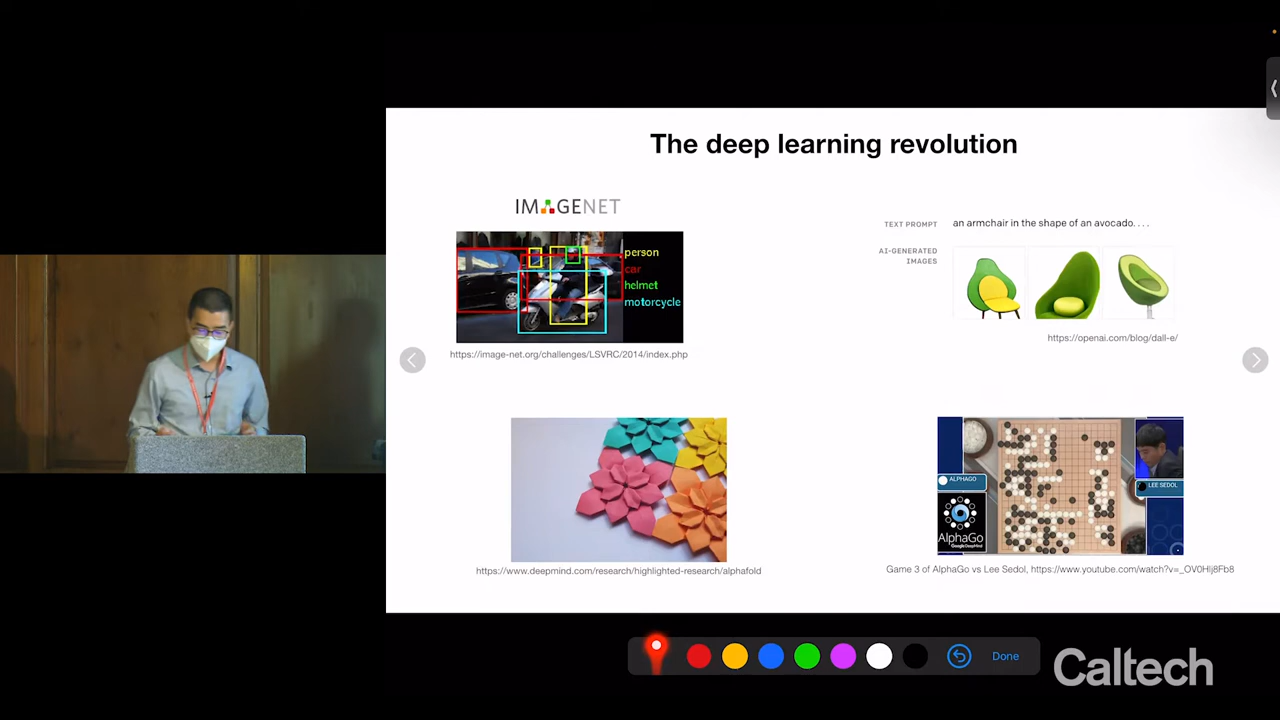 The deep learning revolution
IMAGENET
person
car
helmet
motorcycle
https://image-net.org/challenges/LSVRC/2014/index.php
TEXT PROMPT
an armchair in the shape of an avocado. . . .
AI-GENERATED
IMAGES
https://openai.com/blog/dall-e/
https://www.deepmind.com/research/highlighted-research/alphafold
ALPHAGO
AlphaGo
Google DeepMind
LEE SEDOL
Game 3 of AlphaGo vs Lee Sedol, https://www.youtube.com/watch?v=_OV0Hlj8Fb8
Done
Caltech